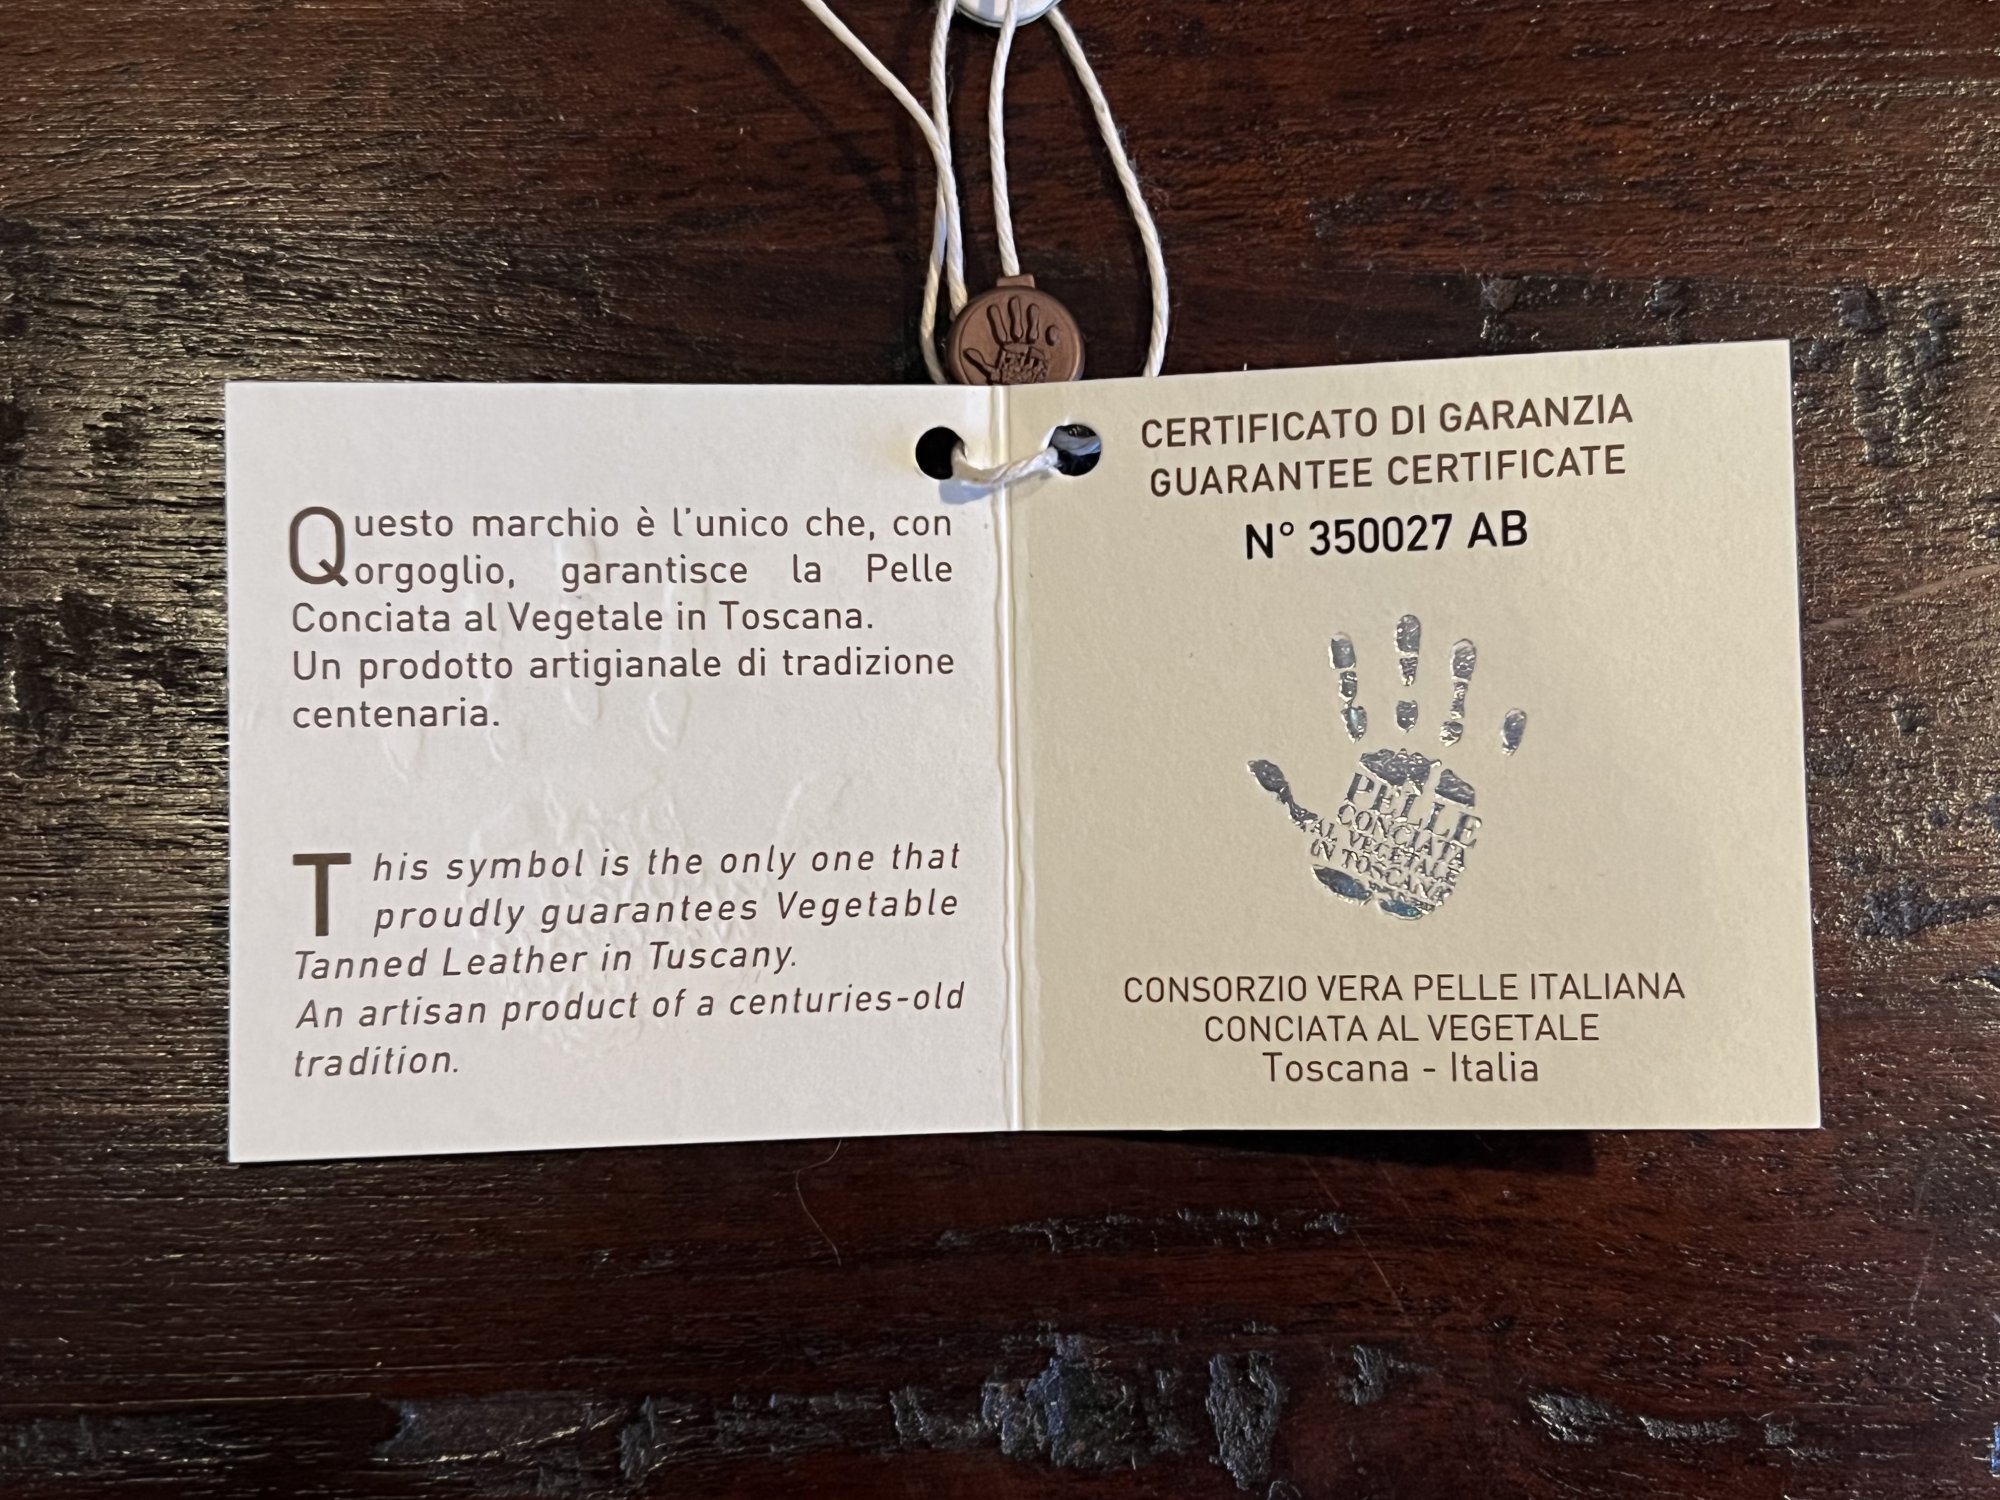 Questo marchio è l'unico che, con
orgoglio, garantisce la Pelle
Conciata al Vegetale in Toscana.
Un prodotto artigianale di tradizione
centenaria.
This symbol is the only one that
proudly guarantees Vegetable
Tanned Leather in Tuscany.
An artisan product of a centuries-old
tradition.
CERTIFICATO DI GARANZIA
GUARANTEE CERTIFICATE
N° 350027 AB
PELLE
CONCIATA
AL VEGETALE
IN TOSCANA
CONSORZIO VERA PELLE ITALIANA
CONCIATA AL VEGETALE
Toscana - Italia